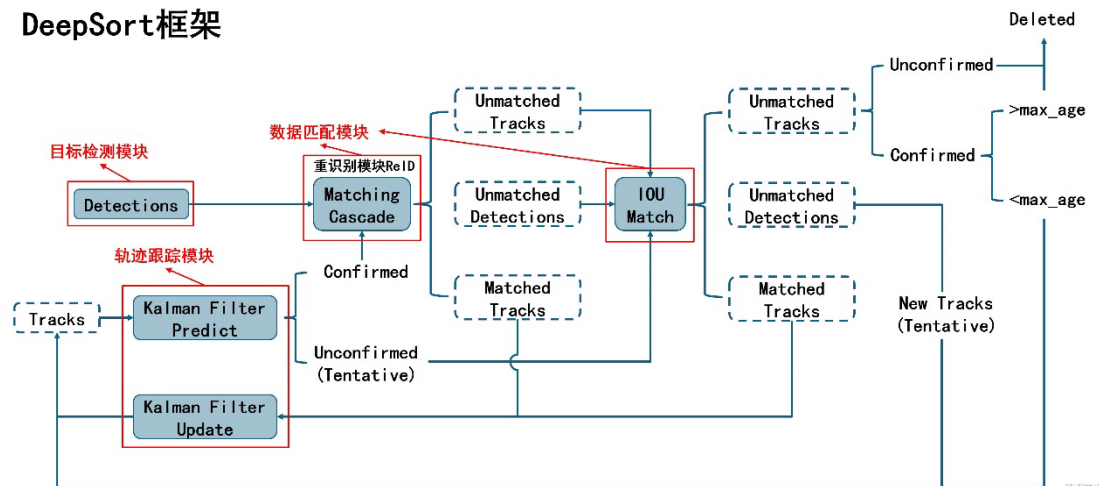 DeepSort框架
Deleted
Unconfirmed
Unmatched
Tracks
Unmatched
Tracks
>max_age
数据匹配模块
目标检测模块
重识别模块ReID
Confirmed
Detections
Matching
Cascade
Unmatched
Detections
IOU
Match
Unmatched
Detections
<max_age
轨迹跟踪模块
Confirmed
Matched
Tracks
Matched
Tracks
New Tracks
(Tentative)
Tracks
Kalman Filter
Predict
Unconfirmed
(Tentative)
Kalman Filter
Update